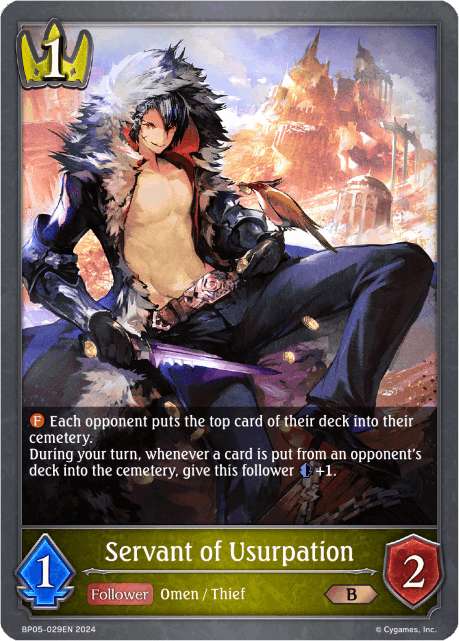 1
F Each opponent puts the top card of their deck into their
cemetery.
During your turn, whenever a card is put from an opponent's
deck into the cemetery, give this follower +1.
Servant of Usurpation
1
Follower Omen / Thief B
2
BP05-029EN 2024 © Cygames, Inc.